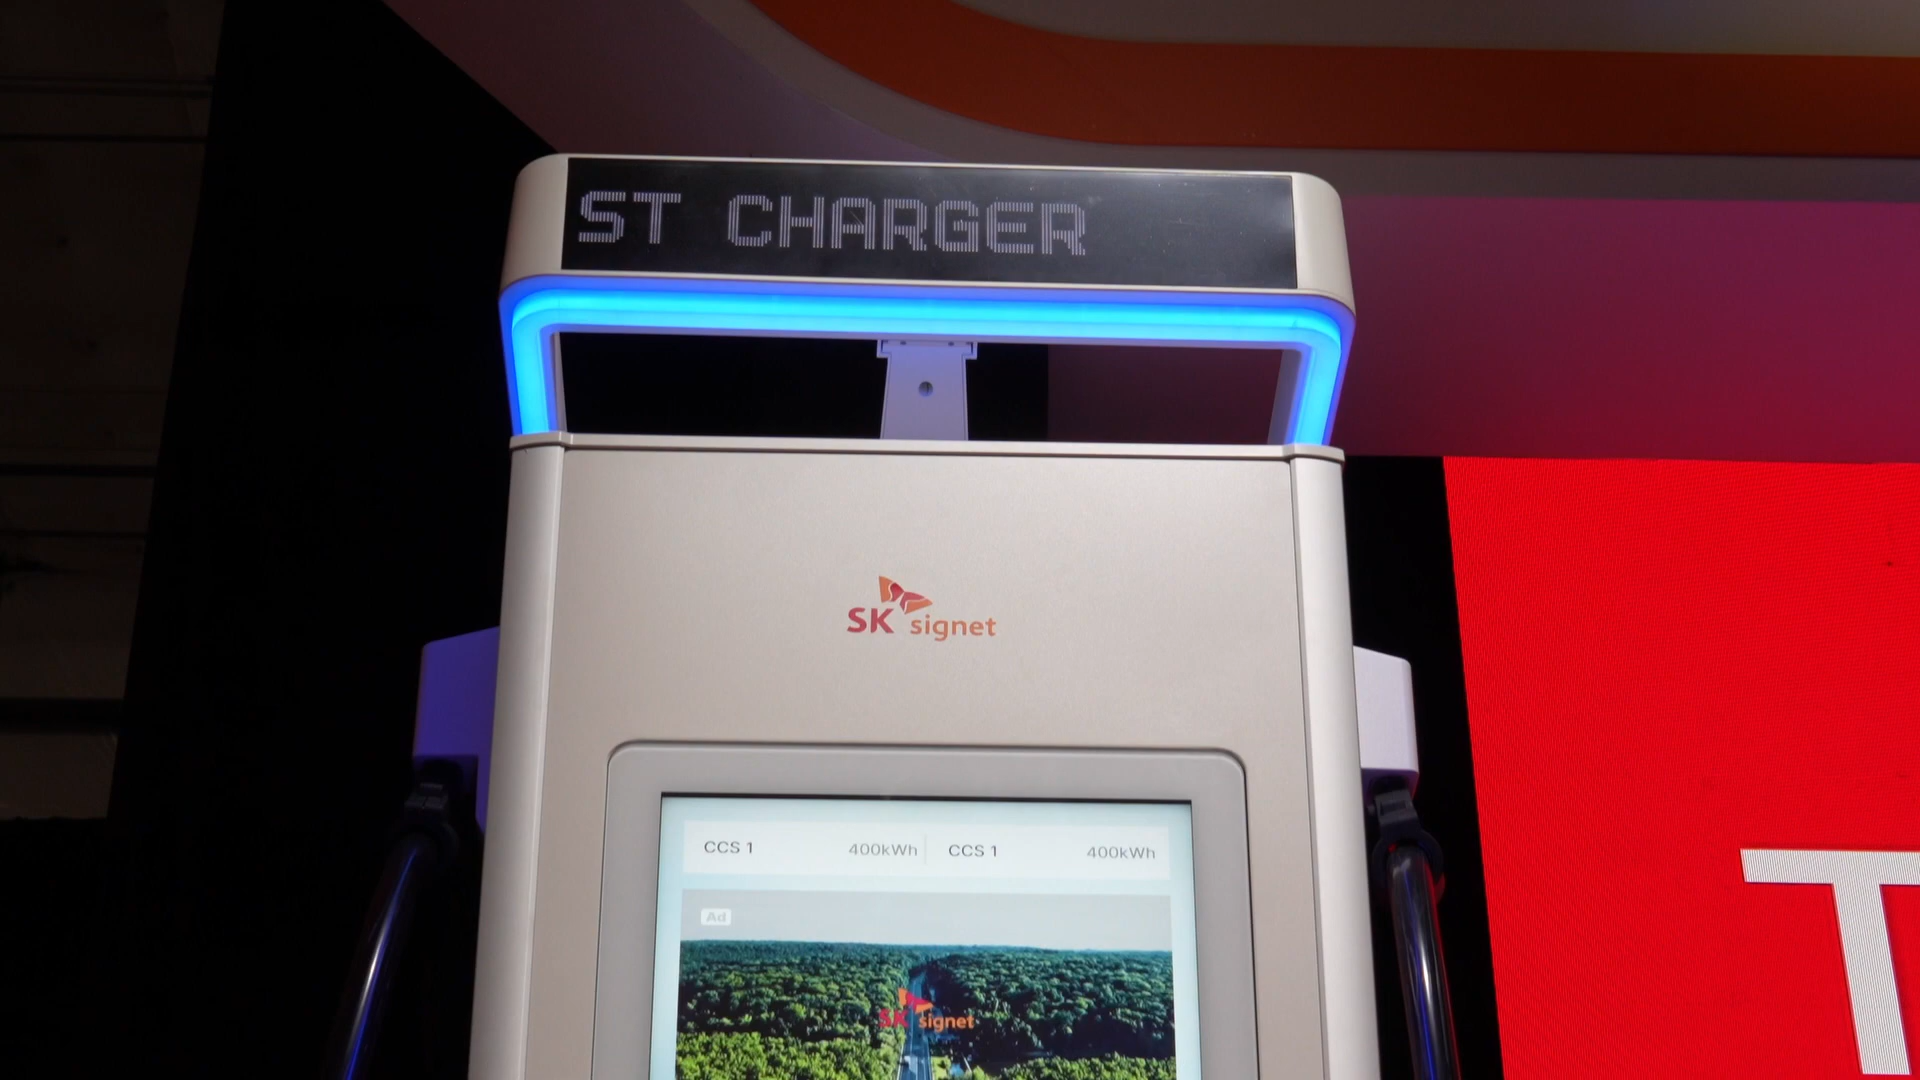 ST CHARGER
SK signet
CCS 1 400kWh CCS 1 400kWh
Ad
SK signet
T